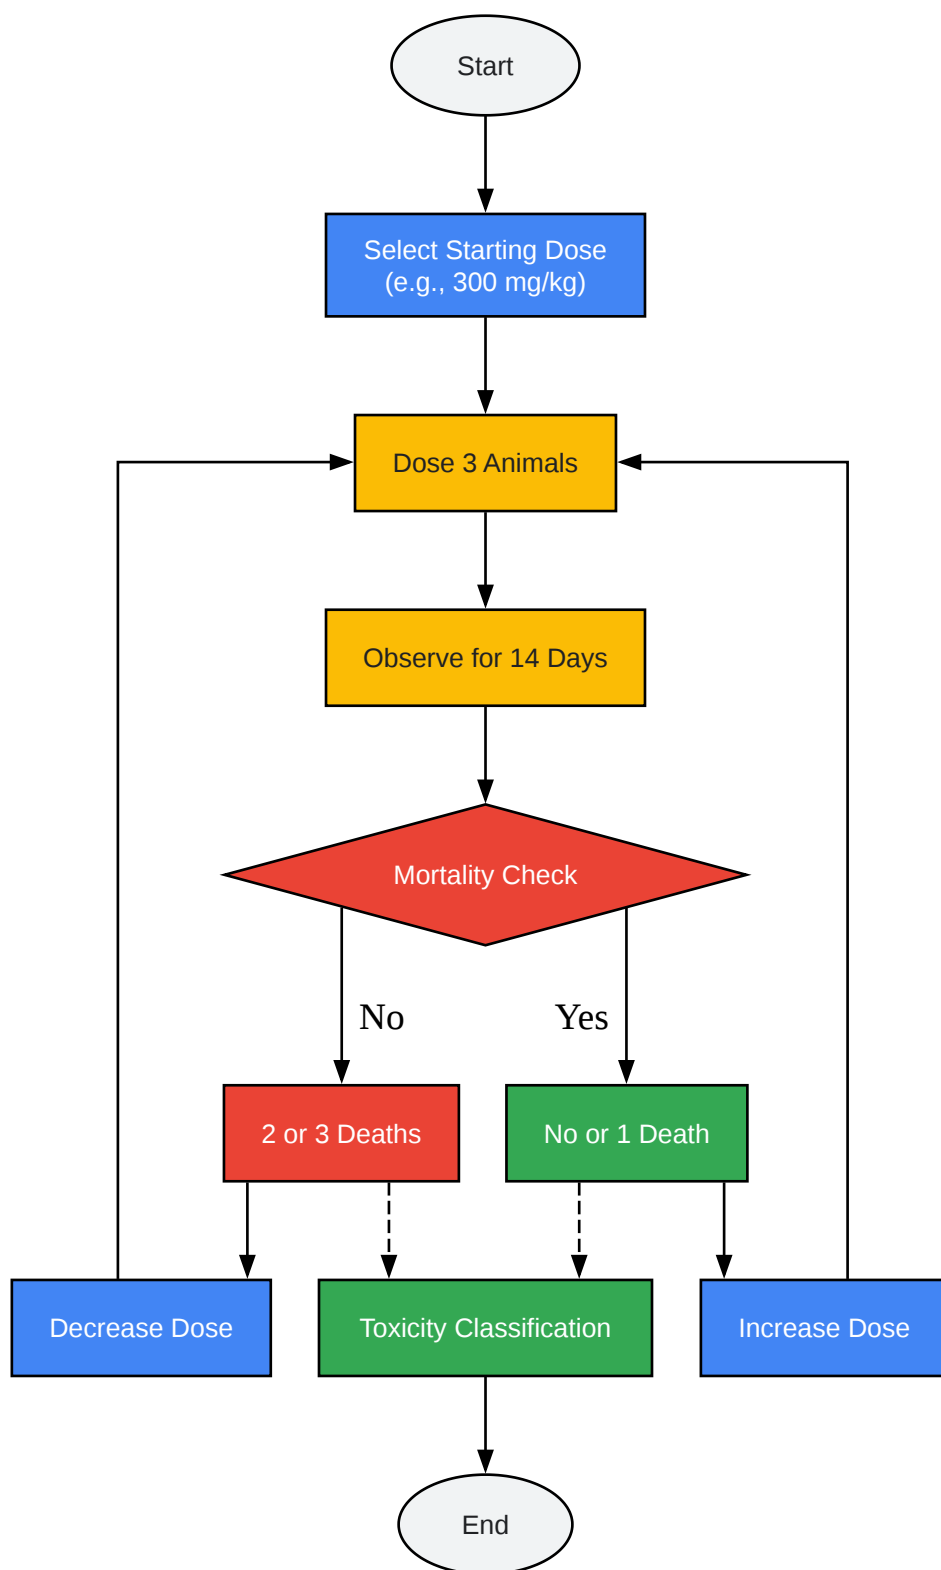 Start
Select Starting Dose
(e.g., 300 mg/kg)
Dose 3 Animals
Observe for 14 Days
Mortality Check
No
Yes
2 or 3 Deaths
No or 1 Death
Decrease Dose
Toxicity Classification
Increase Dose
End